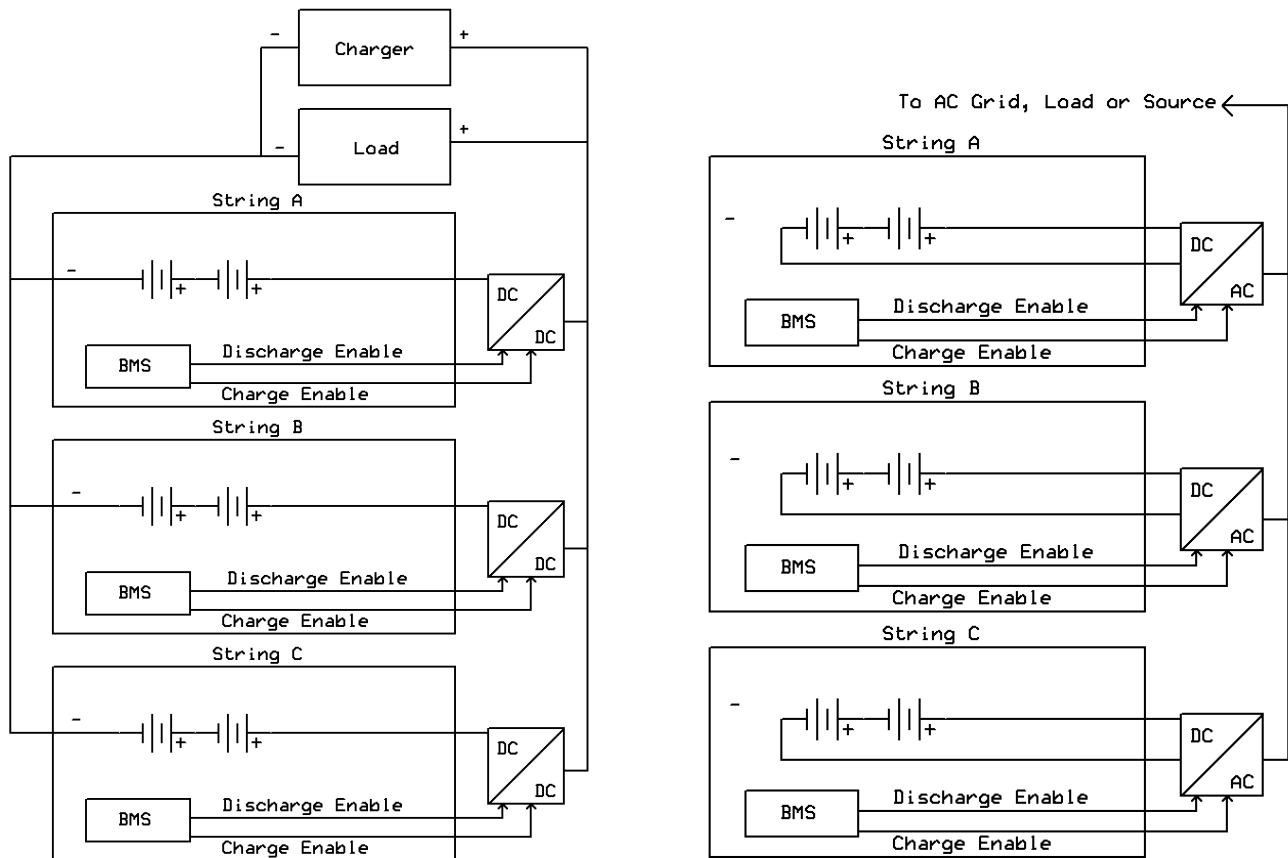 - Charger +
- Load +
String A
-
+ +
DC
DC
BMS
Discharge Enable
Charge Enable
String B
-
+ +
DC
DC
BMS
Discharge Enable
Charge Enable
String C
-
+ +
DC
DC
BMS
Discharge Enable
Charge Enable
To AC Grid, Load or Source
String A
-
+ +
DC
AC
BMS
Discharge Enable
Charge Enable
String B
-
+ +
DC
AC
BMS
Discharge Enable
Charge Enable
String C
-
+ +
DC
AC
BMS
Discharge Enable
Charge Enable